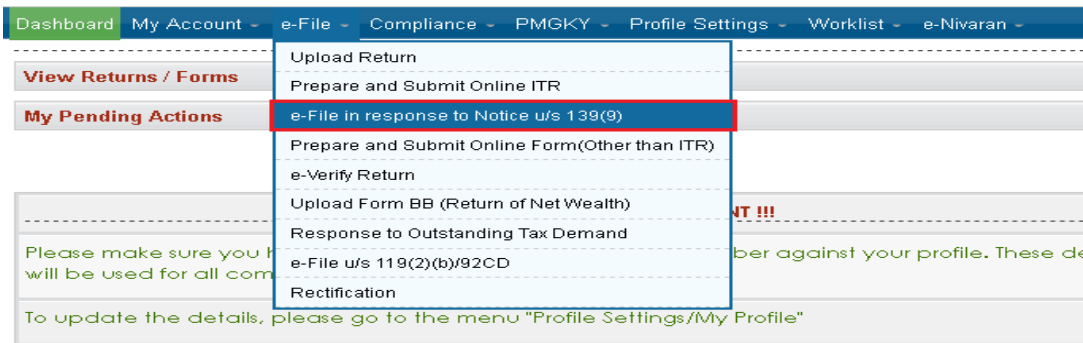 Dashboard My Account e-File Compliance PMGKY Profile Settings Worklist e-Nivaran
Upload Return
View Returns / Forms
Prepare and Submit Online ITR
My Pending Actions
e-File in response to Notice u/s 139(9)
Prepare and Submit Online Form(Other than ITR)
e-Verify Return
Upload Form BB (Return of Net Wealth)
!!!
Response to Outstanding Tax Demand
Please make sure you
against your profile. These
e-File u/s 119(2)(b)/92CD
will be used for all
Rectification
To update the details, please go to the menu "Profile Settings/My Profile"